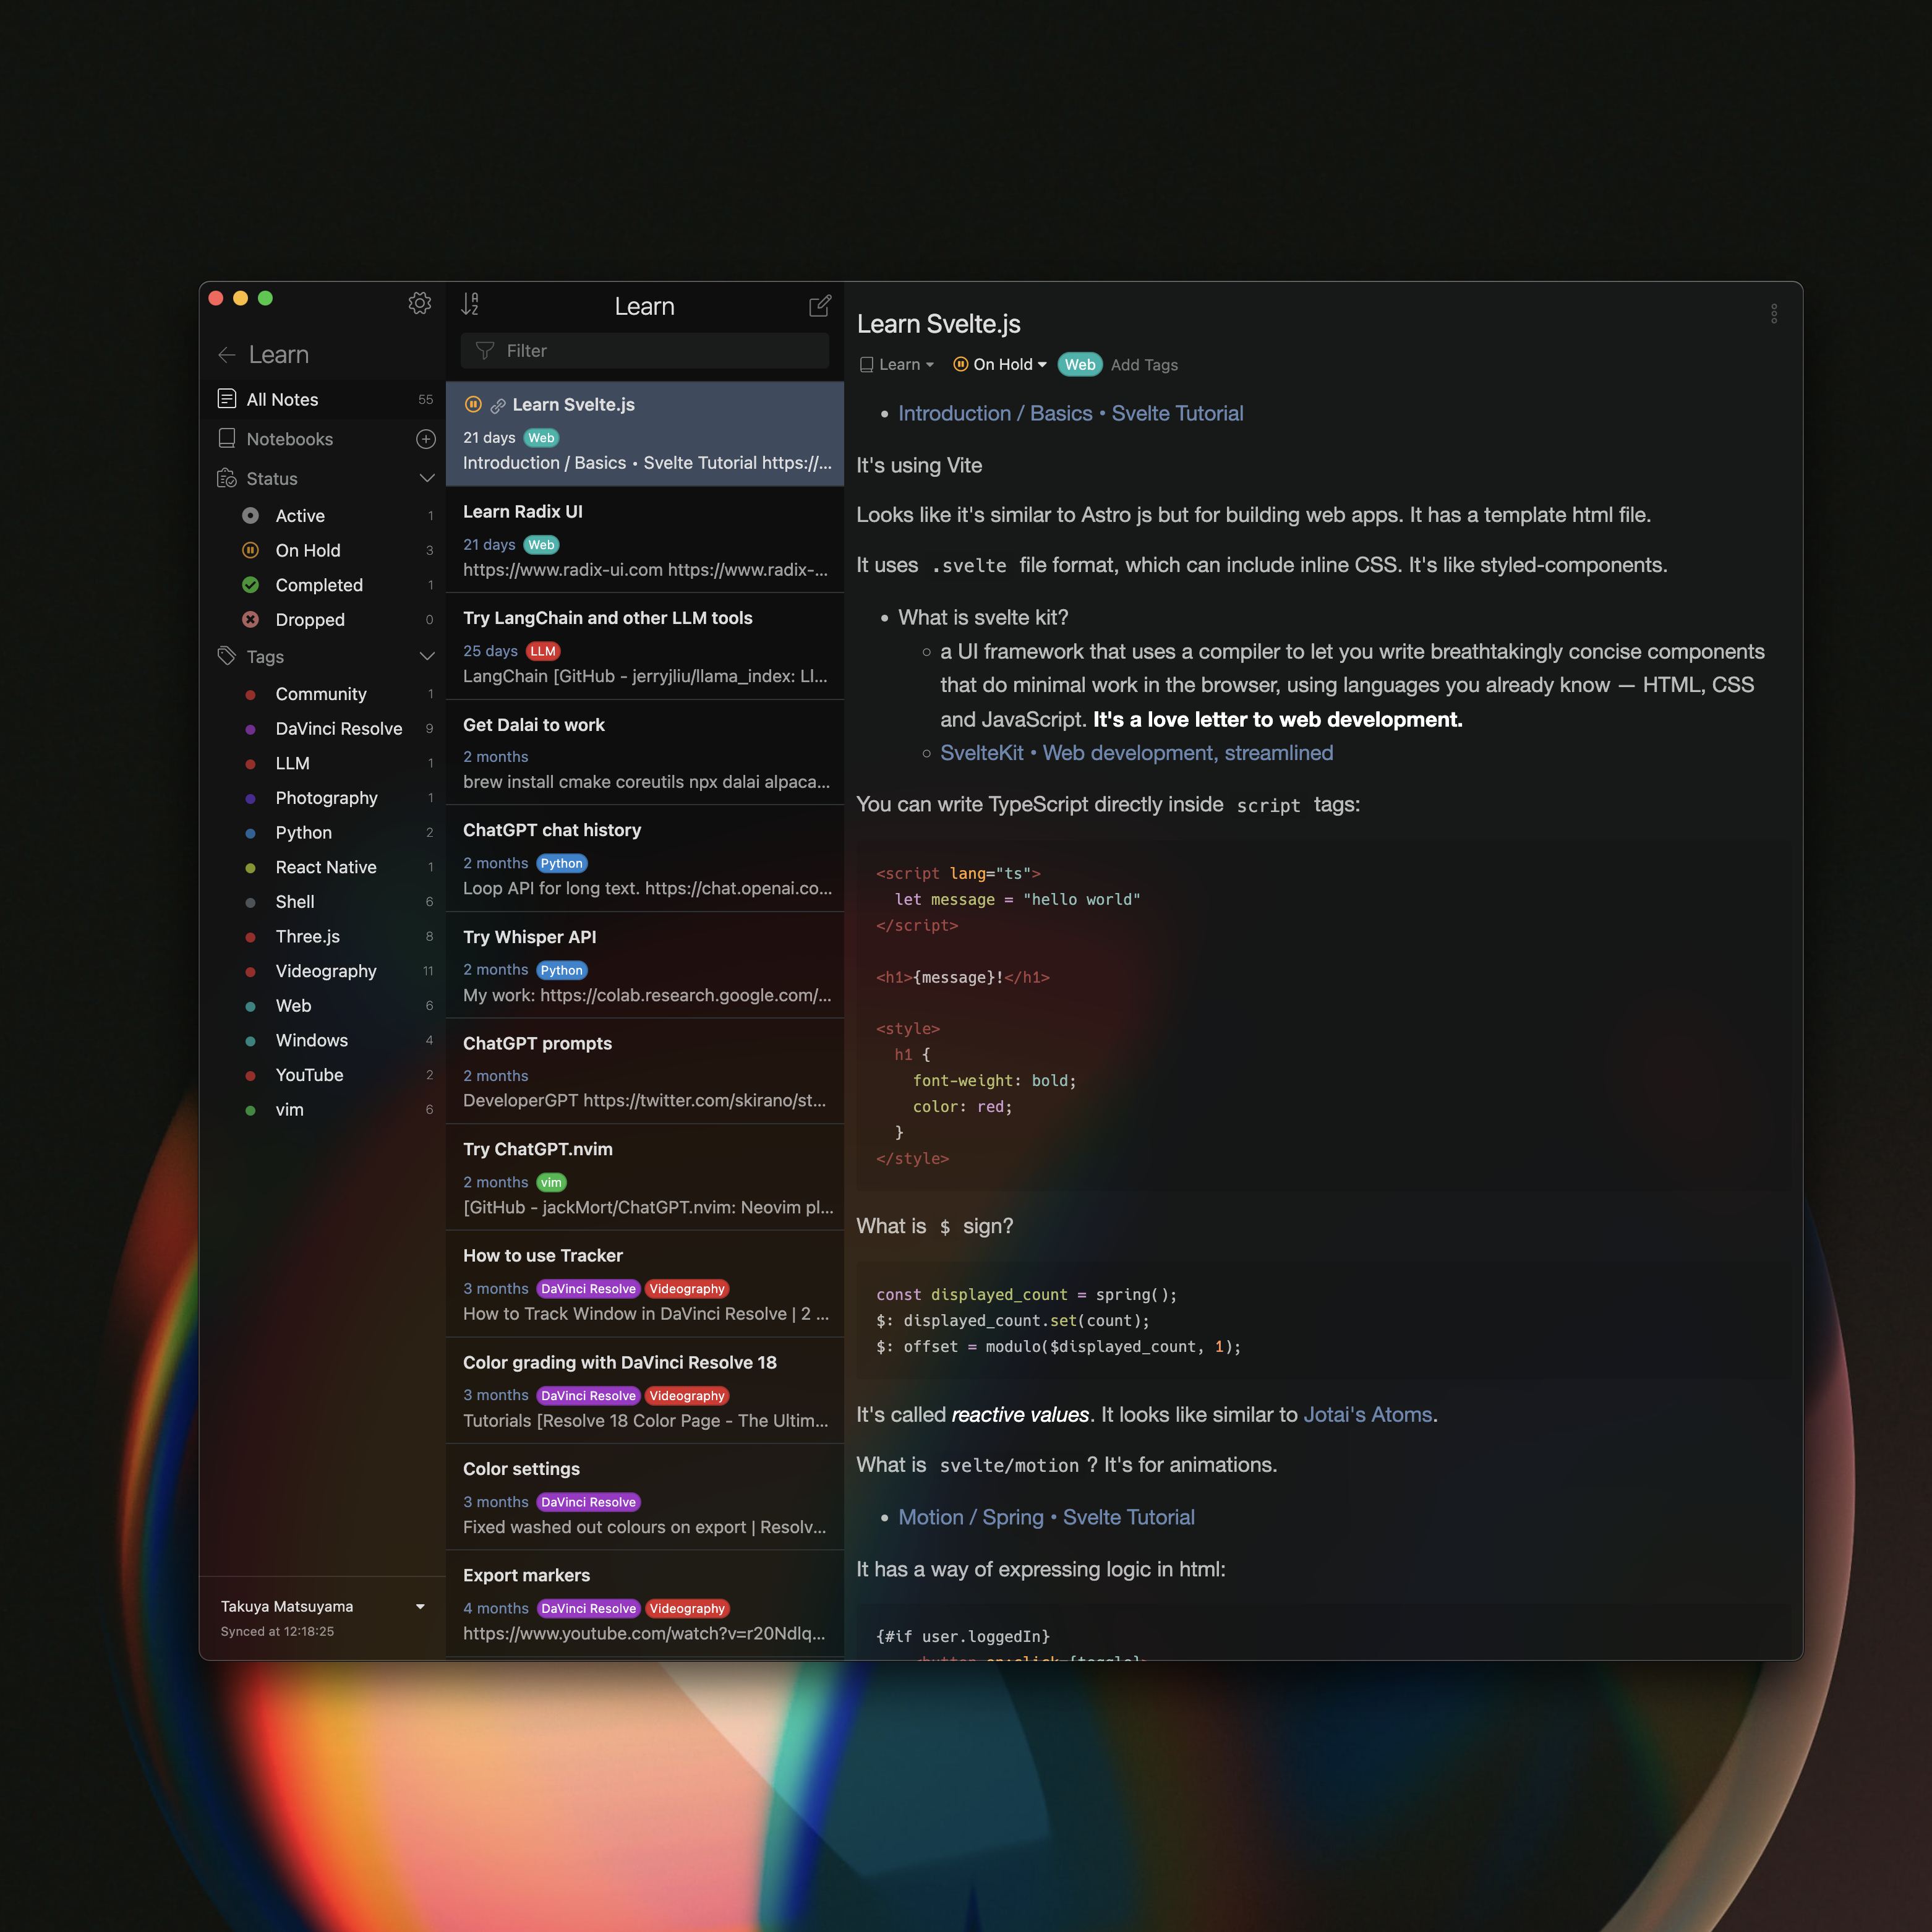 Learn
All Notes 55
Notebooks
Status
Active 1
On Hold 3
Completed 1
Dropped 0
Tags
Community 1
DaVinci Resolve 9
LLM 1
Photography 1
Python 2
React Native 1
Shell 6
Three.js 8
Videography 11
Web 6
Windows 4
YouTube 2
vim 6
Takuya Matsuyama
Synced at 12:18:25
Learn
Filter
Learn Svelte.js
21 days Web
Introduction / Basics • Svelte Tutorial https://...
Learn Radix UI
21 days Web
https://www.radix-ui.com https://www.radix-...
Try LangChain and other LLM tools
25 days LLM
LangChain [GitHub - jerryjliu/llama_index: Ll...
Get Dalai to work
2 months
brew install cmake coreutils npx dalai alpaca...
ChatGPT chat history
2 months Python
Loop API for long text. https://chat.openai.co...
Try Whisper API
2 months Python
My work: https://colab.research.google.com/...
ChatGPT prompts
2 months
DeveloperGPT https://twitter.com/skirano/st...
Try ChatGPT.nvim
2 months vim
[GitHub - jackMort/ChatGPT.nvim: Neovim pl...
How to use Tracker
3 months DaVinci Resolve Videography
How to Track Window in DaVinci Resolve | 2 ...
Color grading with DaVinci Resolve 18
3 months DaVinci Resolve Videography
Tutorials [Resolve 18 Color Page - The Ultim...
Color settings
3 months DaVinci Resolve
Fixed washed out colours on export | Resolv...
Export markers
4 months DaVinci Resolve Videography
https://www.youtube.com/watch?v=r20Ndlq...
Learn Svelte.js
Learn On Hold Web Add Tags
• Introduction / Basics • Svelte Tutorial
It's using Vite
Looks like it's similar to Astro js but for building web apps. It has a template html file.
It uses .svelte file format, which can include inline CSS. It's like styled-components.
• What is svelte kit?
◦ a UI framework that uses a compiler to let you write breathtakingly concise components
that do minimal work in the browser, using languages you already know — HTML, CSS
and JavaScript. It's a love letter to web development.
◦ SvelteKit • Web development, streamlined
You can write TypeScript directly inside script tags:
<script lang="ts">
let message = "hello world"
</script>
<h1>{message}!</h1>
<style>
h1 {
font-weight: bold;
color: red;
}
</style>
What is $ sign?
const displayed_count = spring();
$: displayed_count.set(count);
$: offset = modulo($displayed_count, 1);
It's called reactive values. It looks like similar to Jotai's Atoms.
What is svelte/motion ? It's for animations.
• Motion / Spring • Svelte Tutorial
It has a way of expressing logic in html:
{#if user.loggedIn}
<button on:click={toggle}>